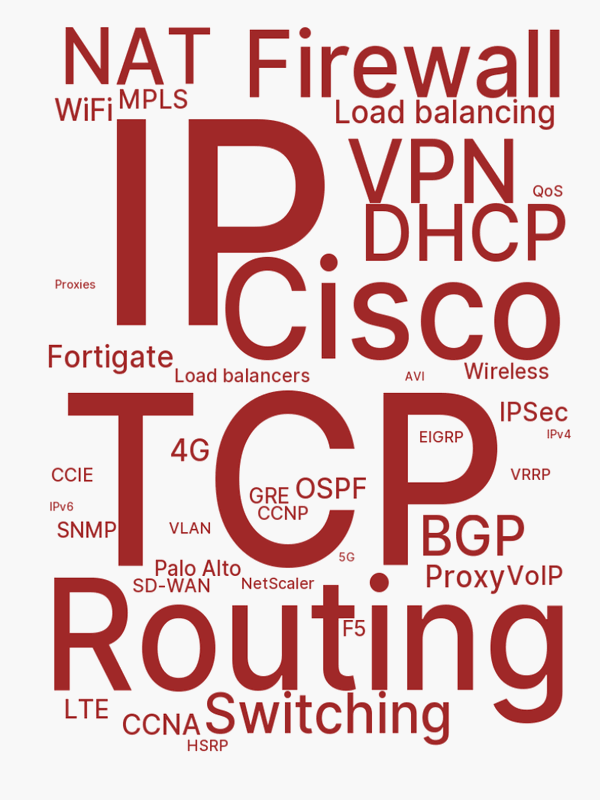 NAT
Firewall
WiFi
MPLS
Load balancing
IP
VPN
QoS
DHCP
Proxies
Cisco
Fortigate
Load balancers
AVI
Wireless
TCP
IPSec
IPv4
4G
EIGRP
CCIE
VRRP
GRE
OSPF
IPv6
CCNP
SNMP
VLAN
BGP
5G
Palo Alto
Proxy
VoIP
SD-WAN
NetScaler
Routing
F5
LTE
CCNA
Switching
HSRP